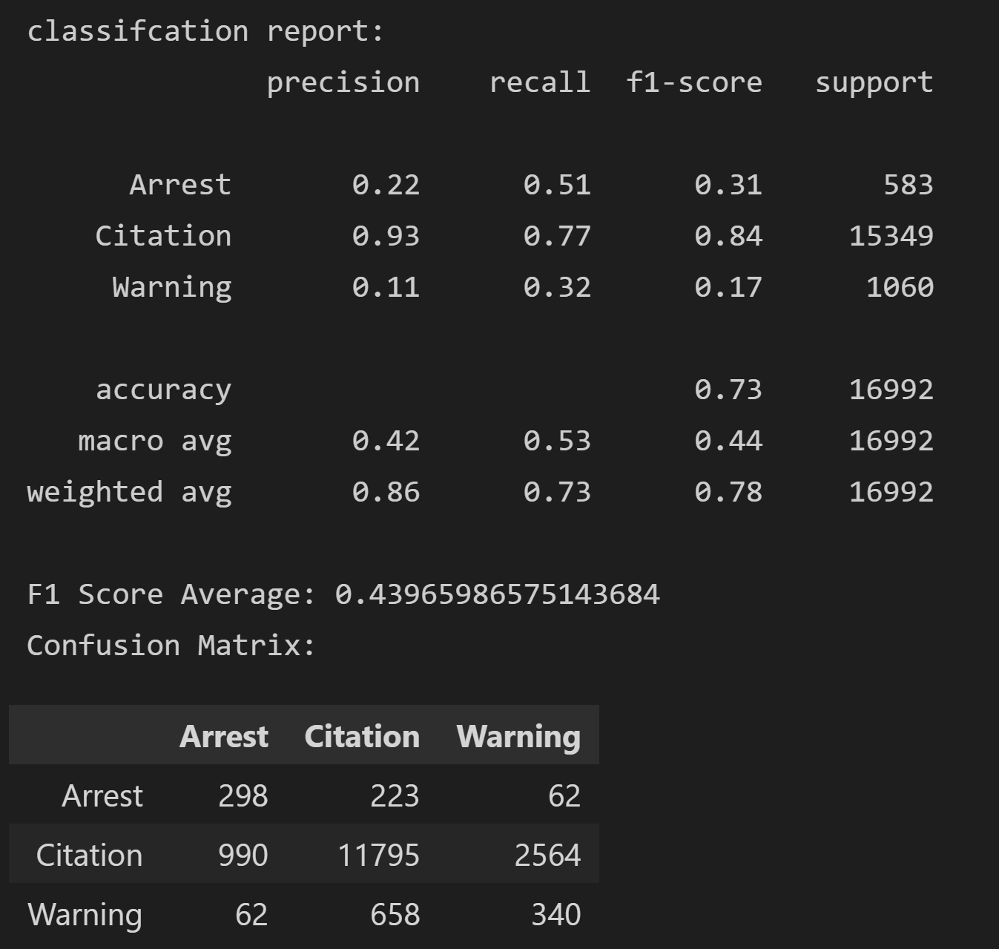 classifcation report:
precision recall f1-score support
Arrest 0.22 0.51 0.31 583
Citation 0.93 0.77 0.84 15349
Warning 0.11 0.32 0.17 1060
accuracy 0.73 16992
macro avg 0.42 0.53 0.44 16992
weighted avg 0.86 0.73 0.78 16992
F1 Score Average: 0.43965986575143684
Confusion Matrix:
Arrest Citation Warning
Arrest 298 223 62
Citation 990 11795 2564
Warning 62 658 340